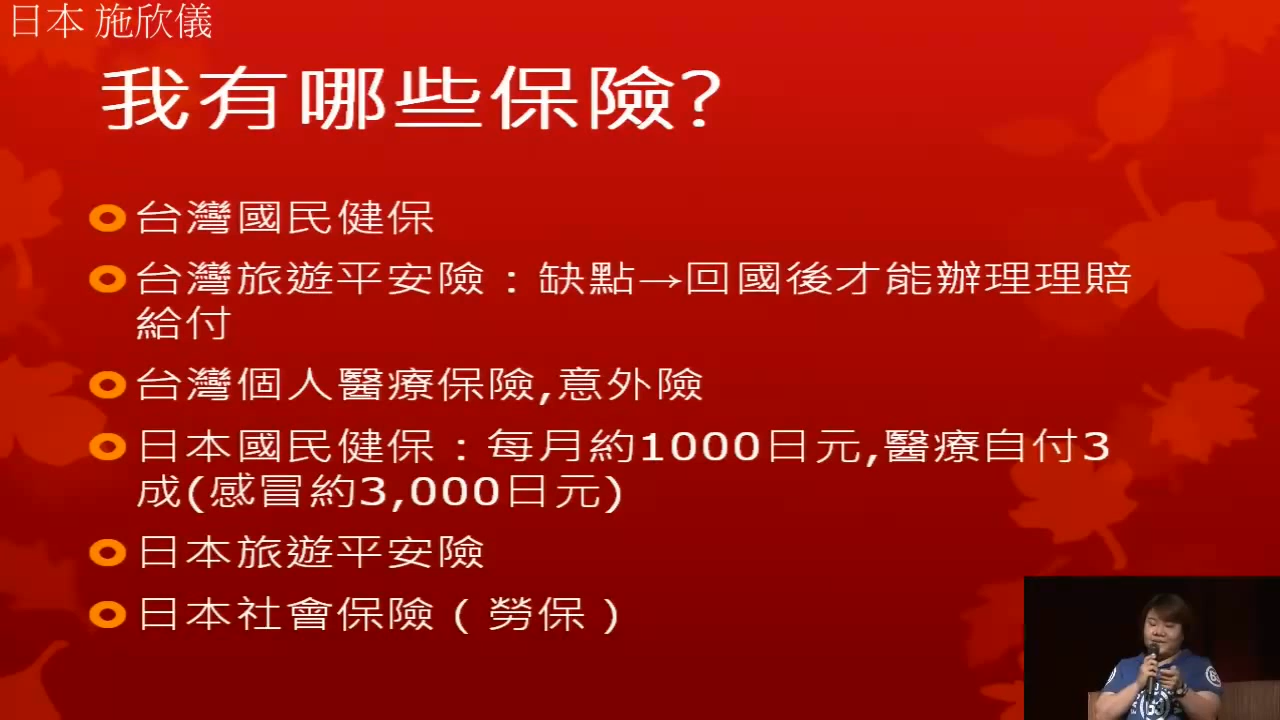 日本 施欣儀
我有哪些保險?
台灣國民健保
台灣旅遊平安險：缺點→回國後才能辦理理賠
給付
台灣個人醫療保險,意外險
日本國民健保：每月約1000日元,醫療自付3
成(感冒約3,000日元)
日本旅遊平安險
日本社會保險（勞保）